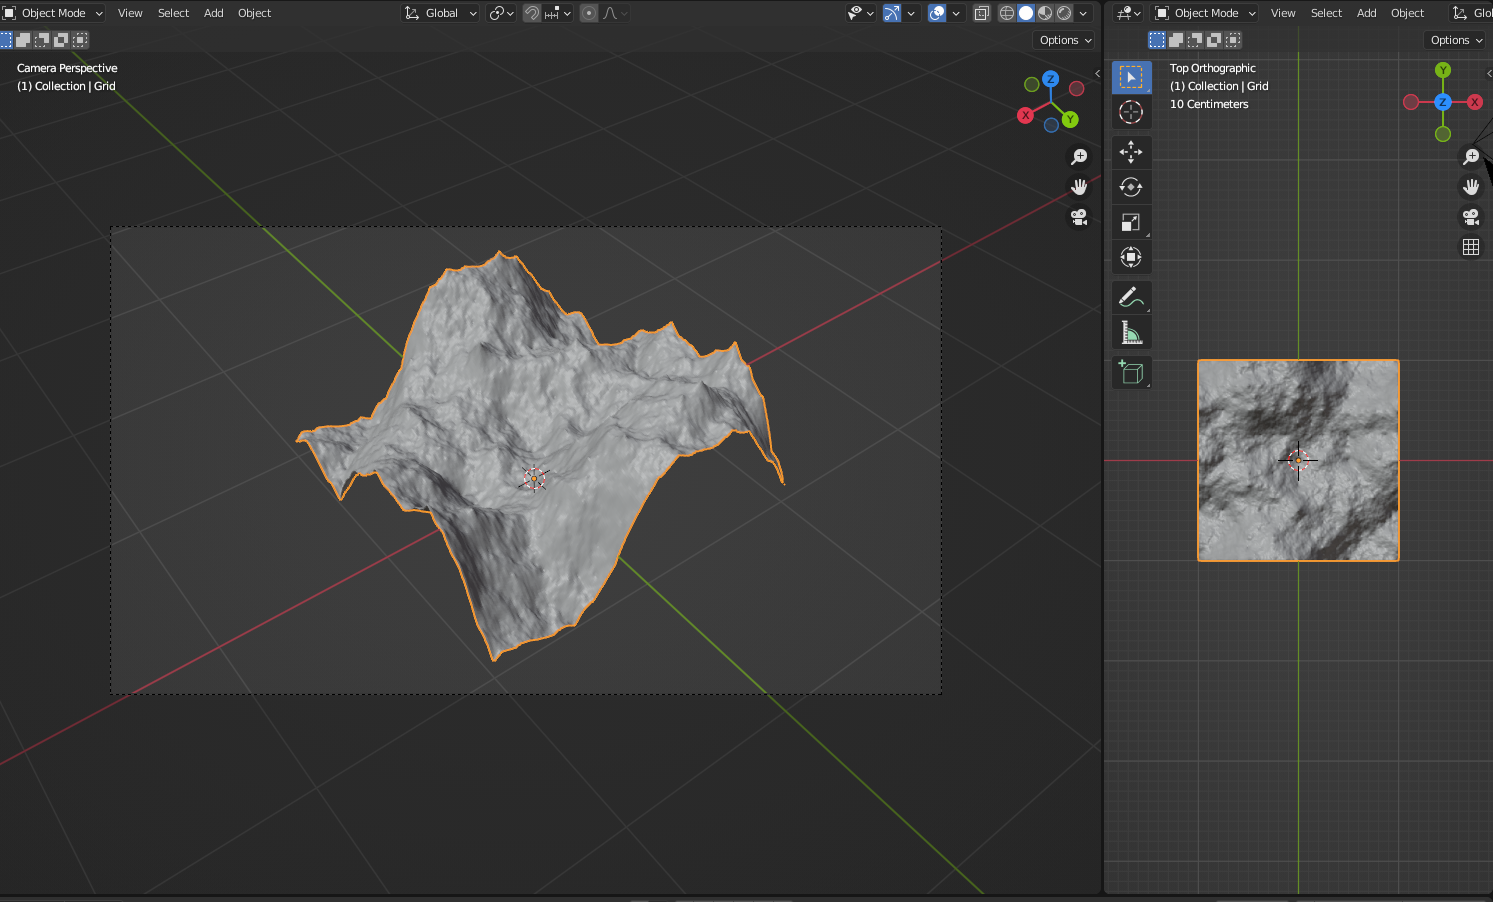 Object Mode View Select Add Object Global
Options
Camera Perspective
(1) Collection | Grid
Z
X
Y
Object Mode View Select Add Object Glo
Options
Top Orthographic
(1) Collection | Grid
10 Centimeters
Y
Z X